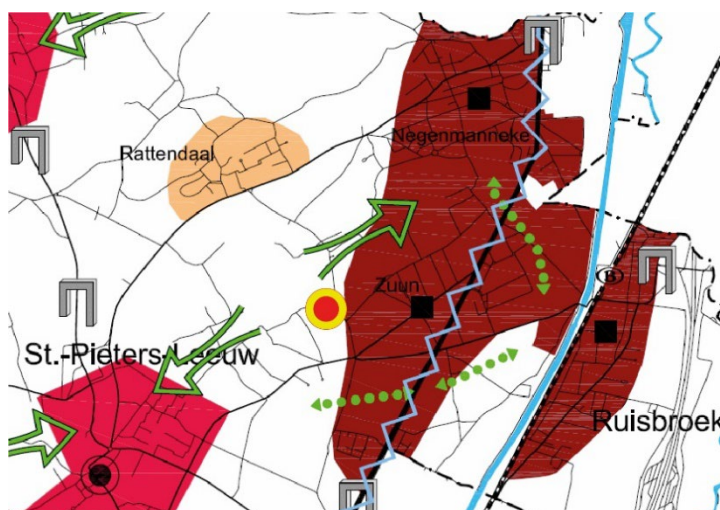 Negenmanneke
Rattendaal
Zuun
B
St.-Pieters-Leeuw
Ruisbroek